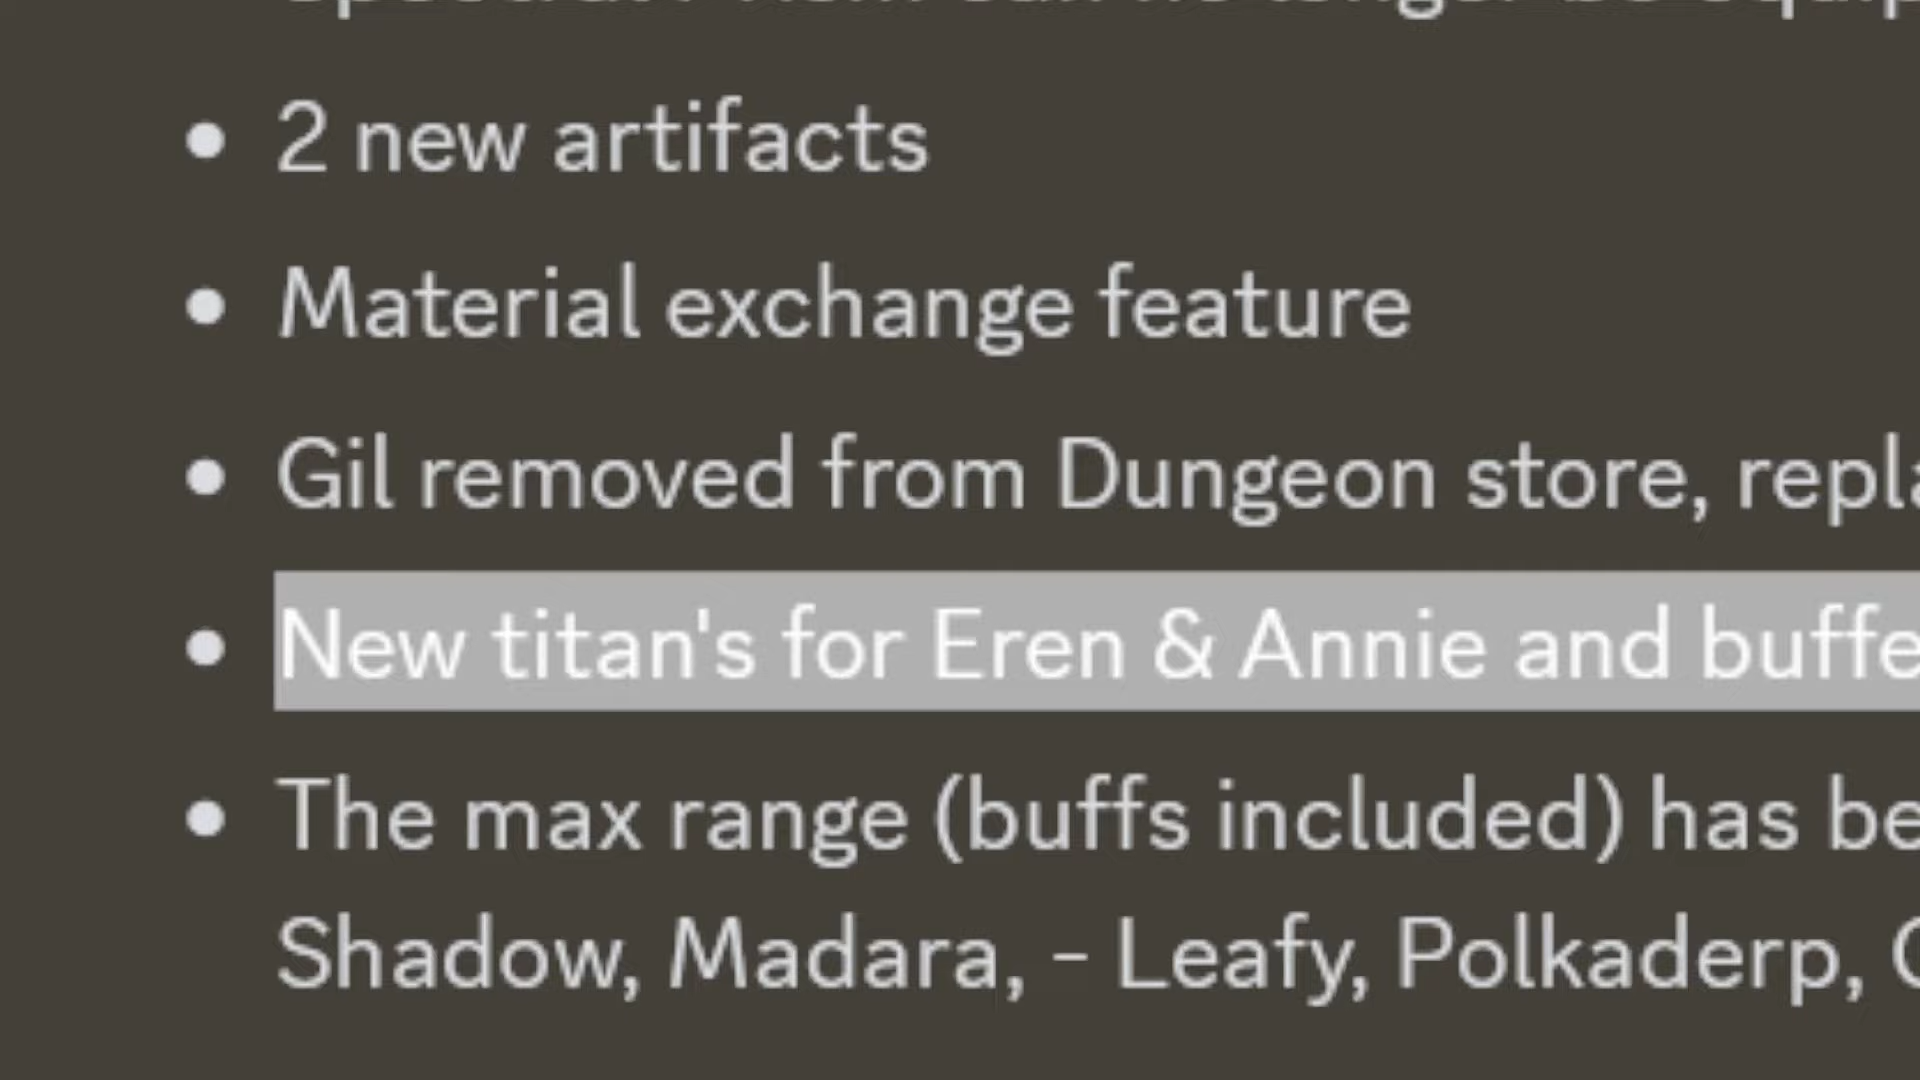 2 new artifacts
Material exchange feature
Gil removed from Dungeon store,
New titan's for Eren & Annie and
The max range (buffs included) has
Shadow, Madara, - Leafy, Polkaderp,